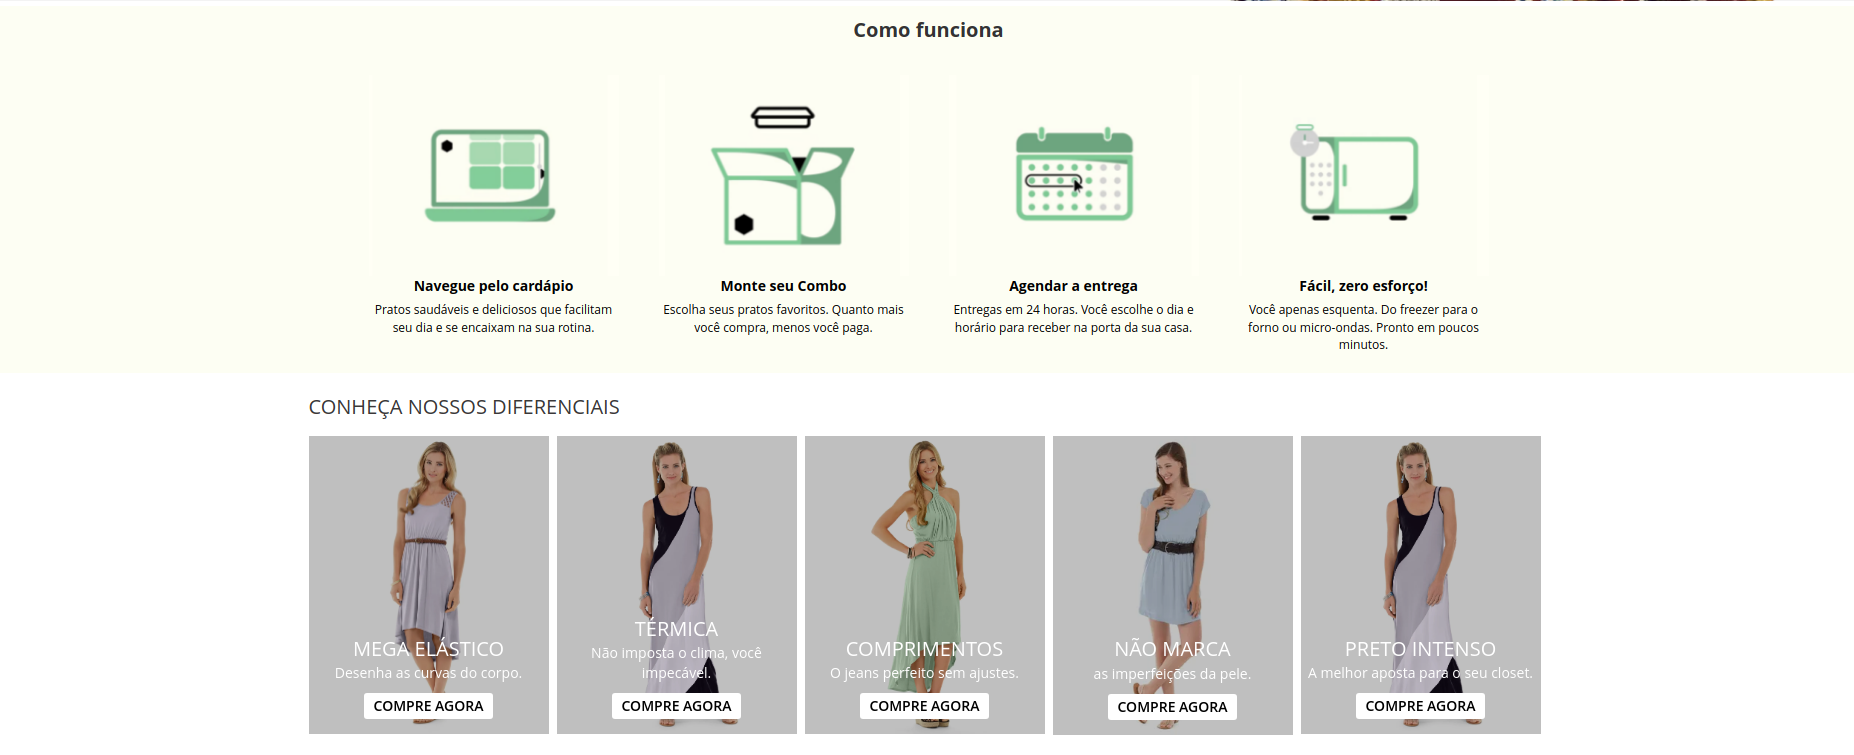 Como funciona
Navegue pelo cardápio
Pratos saudáveis e deliciosos que facilitam
seu dia e se encaixam na sua rotina.
Monte seu Combo
Escolha seus pratos favoritos. Quanto mais
você compra, menos você paga.
Agendar a entrega
Entregas em 24 horas. Você escolhe o dia e
horário para receber na porta da sua casa.
Fácil, zero esforço!
Você apenas esquenta. Do freezer para o
forno ou micro-ondas. Pronto em poucos
minutos.
CONHEÇA NOSSOS DIFERENCIAIS
MEGA ELÁSTICO
Desenha as curvas do corpo.
COMPRE AGORA
TÉRMICA
Não imposta o clima, você
impecável.
COMPRE AGORA
COMPRIMENTOS
O jeans perfeito sem ajustes.
COMPRE AGORA
NÃO MARCA
as imperfeições da pele.
COMPRE AGORA
PRETO INTENSO
A melhor aposta para o seu closet.
COMPRE AGORA